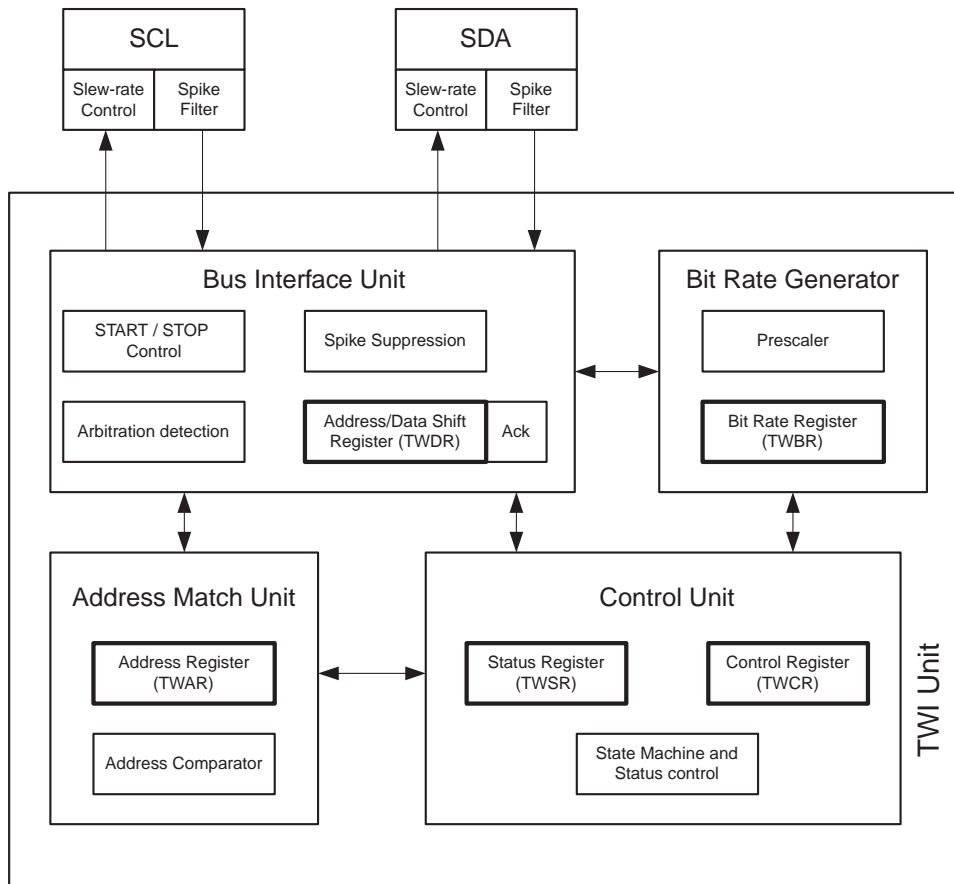 SCL
SDA
Slew-rate
Control
Spike
Filter
Slew-rate
Control
Spike
Filter
Bus Interface Unit
START / STOP
Control
Spike Suppression
Arbitration detection
Address/Data Shift
Register (TWDR)
Ack
Bit Rate Generator
Prescaler
Bit Rate Register
(TWBR)
Address Match Unit
Address Register
(TWAR)
Address Comparator
Control Unit
Status Register
(TWSR)
Control Register
(TWCR)
State Machine and
Status control
TWI Unit